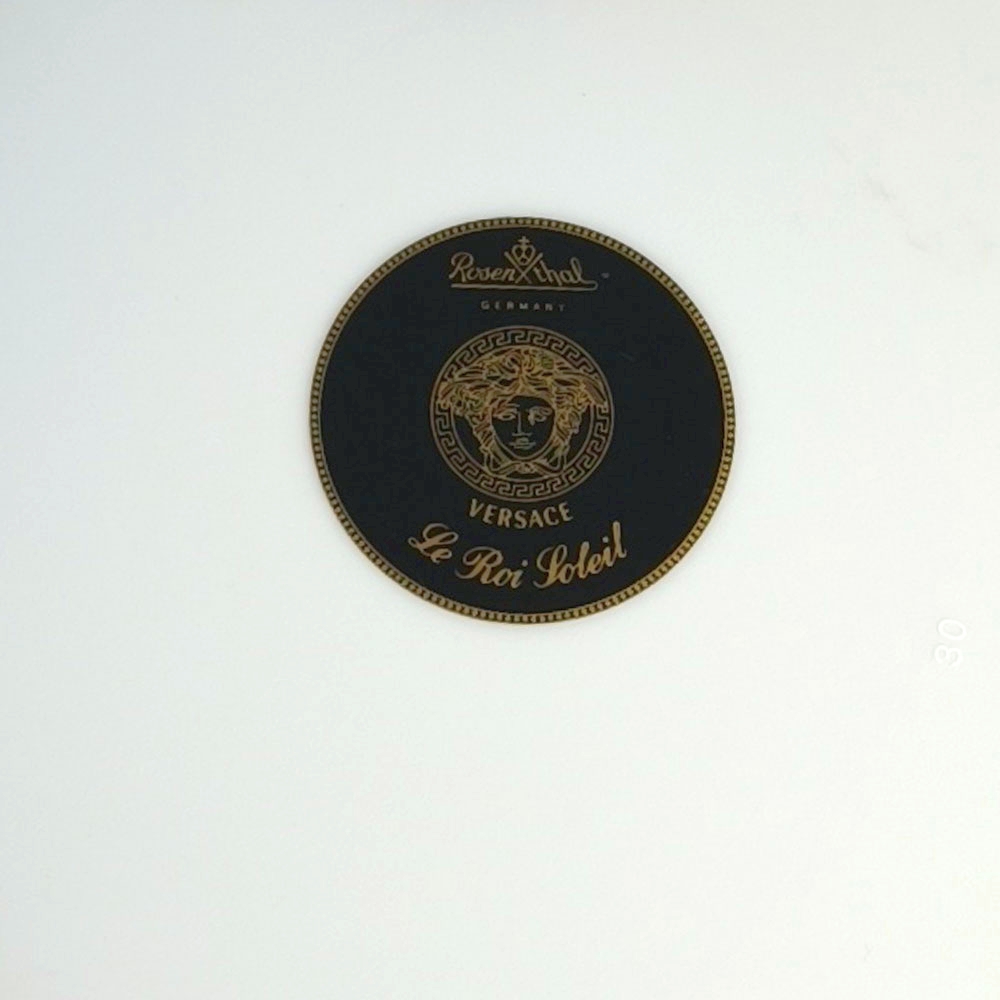 Rosenthal
GERMANY
VERSACE
Le Roi Soleil
30